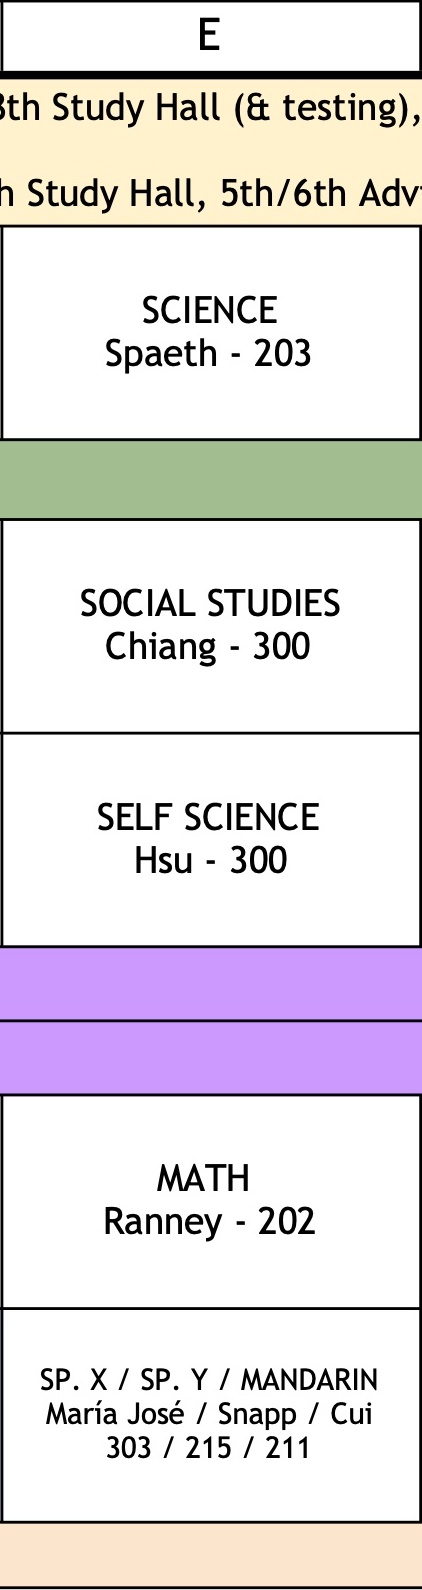 E
8th Study Hall (& testing),
h Study Hall, 5th/6th Adv
SCIENCE
Spaeth - 203
SOCIAL STUDIES
Chiang - 300
SELF SCIENCE
Hsu - 300
MATH
Ranney - 202
SP. X / SP. Y / MANDARIN
María José / Snapp / Cui
303 / 215 / 211